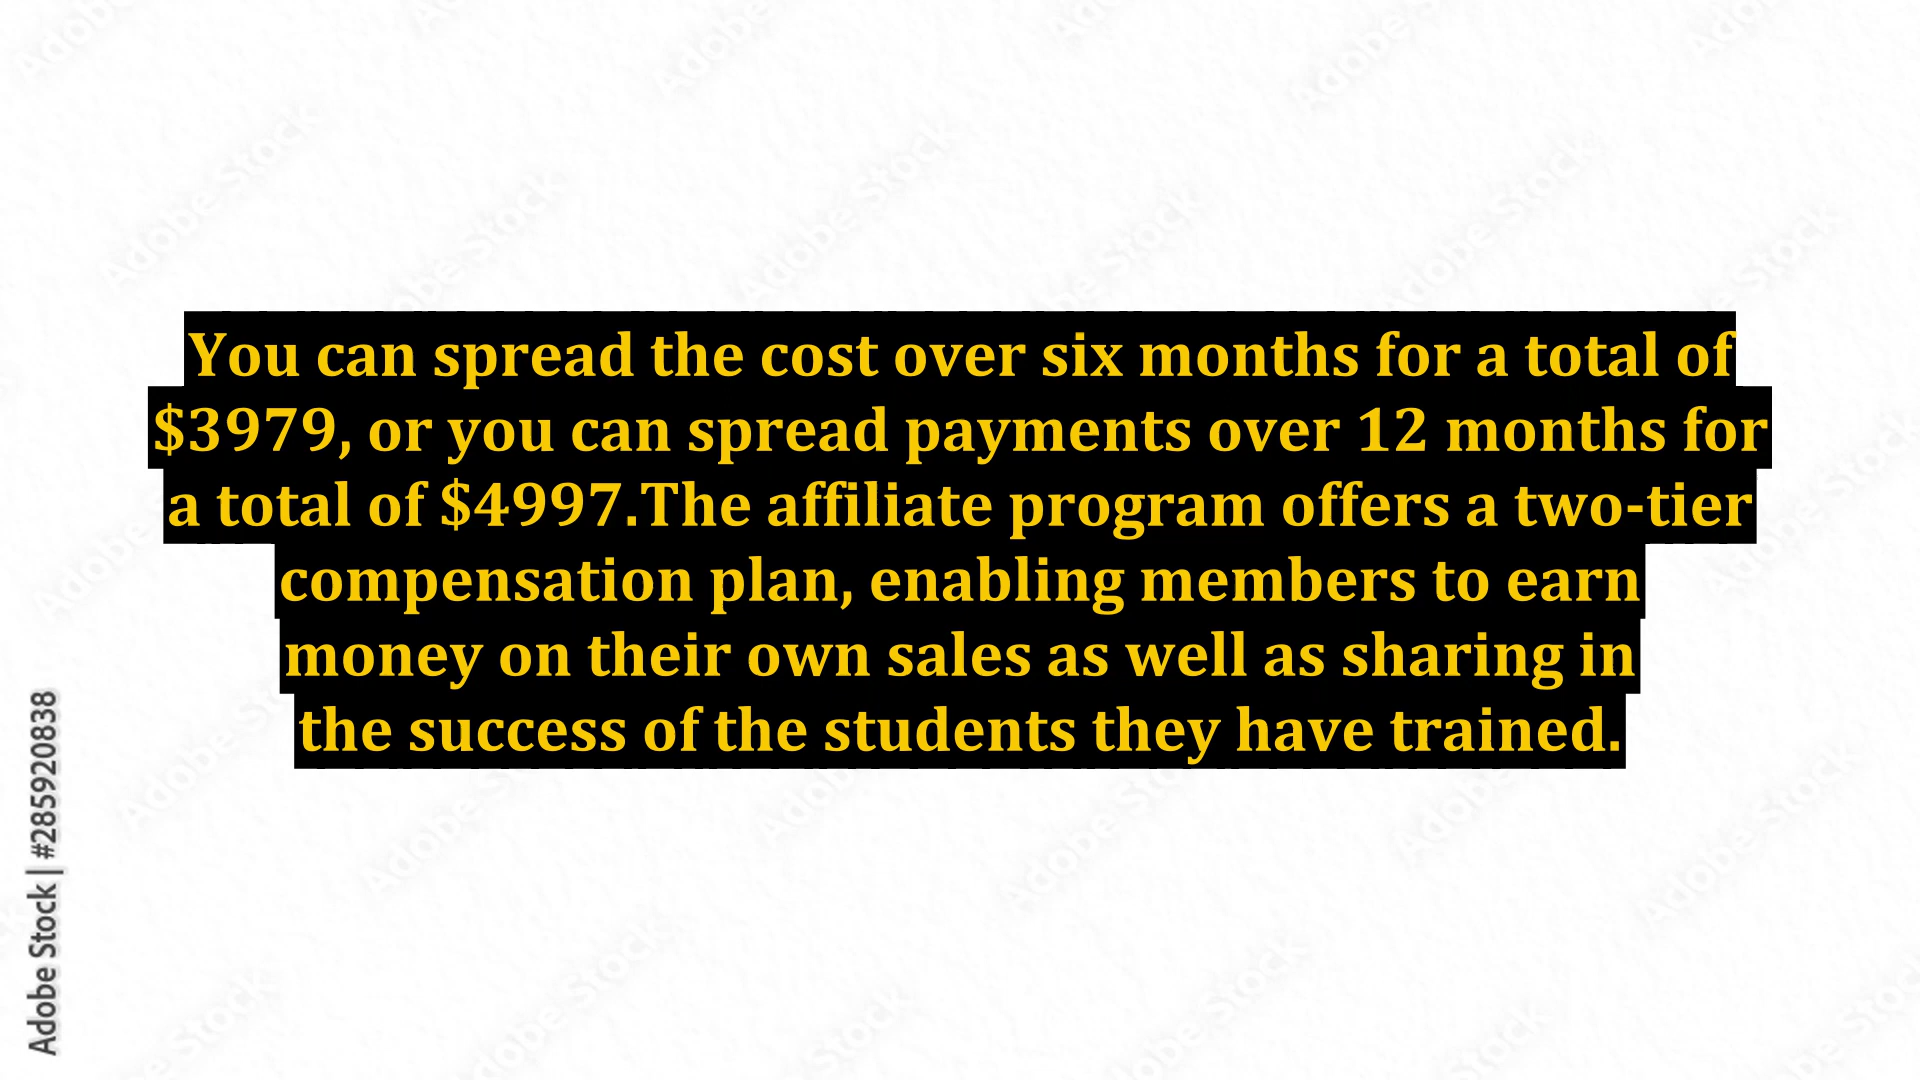 You can spread the cost over six months for a total of
$3979, or you can spread payments over 12 months for
a total of $4997.The affiliate program offers a two-tier
compensation plan, enabling members to earn
money on their own sales as well as sharing in
the success of the students they have trained.
Adobe Stock | #285920838